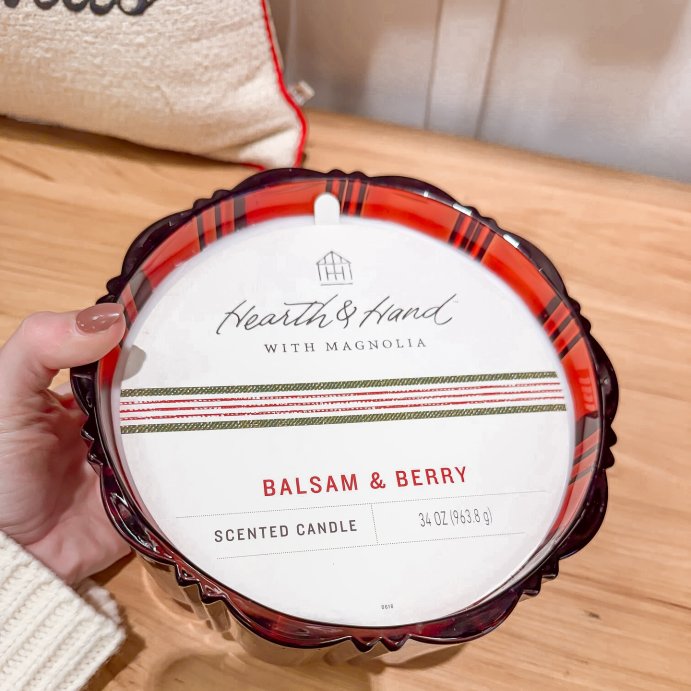 Hearth & Hand
WITH MAGNOLIA
BALSAM & BERRY
SCENTED CANDLE
34 OZ (963.8 g)